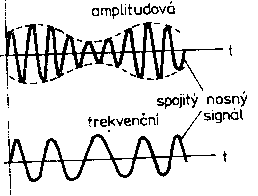 amplitudová
t
spojitý nosný
signál
frekvenční
t